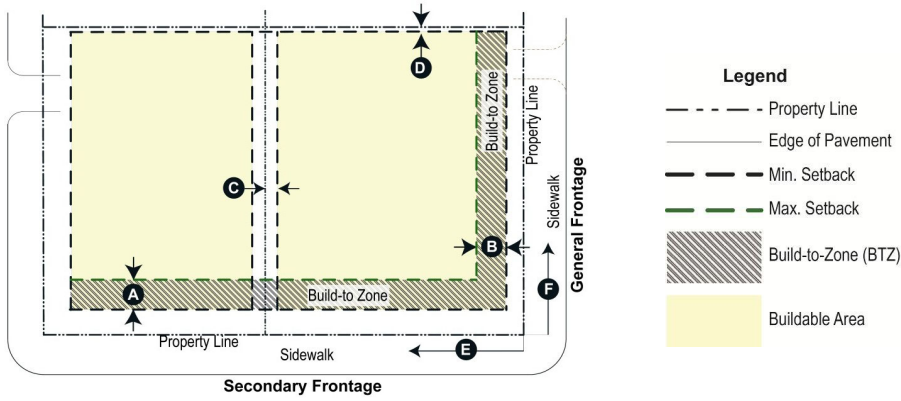 D
Build-to Zone
Property Line
C
Sidewalk
General Frontage
B
F
A
Build-to Zone
Property Line
Sidewalk
E
Secondary Frontage
Legend
Property Line
Edge of Pavement
Min. Setback
Max. Setback
Build-to-Zone (BTZ)
Buildable Area